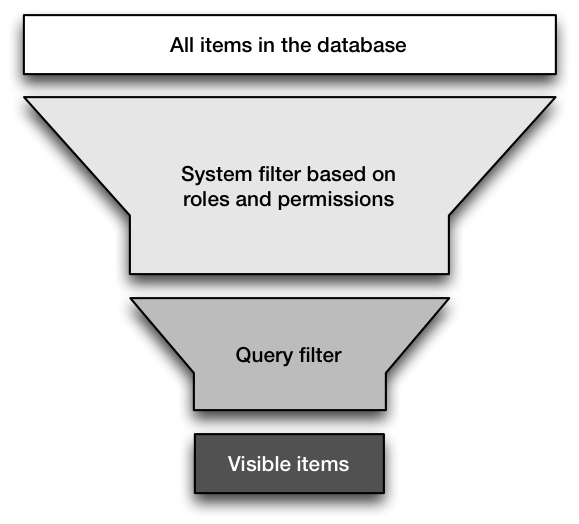 All items in the database
System filter based on
roles and permissions
Query filter
Visible items